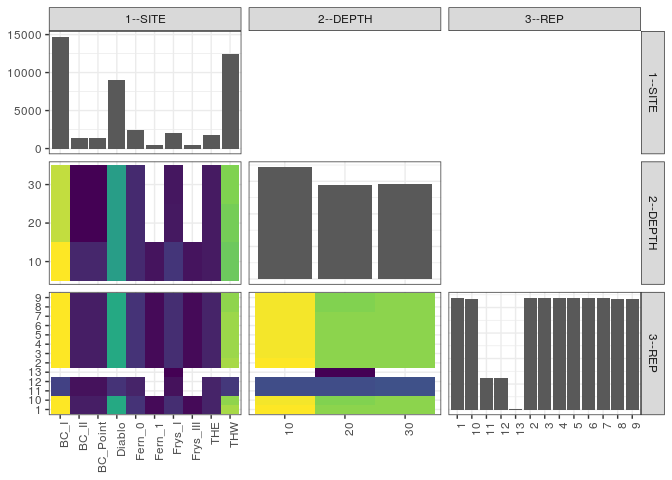 1--SITE 2--DEPTH 3--REP
15000
10000
5000
0
1--SITE
30
20
10
2--DEPTH
9
8
7
6
5
4
3
2
13
12
11
10
1
3--REP
BC_I BC_II BC_Point Diablo Fern_0 Fern_1 Frys_I Frys_III THE THW
10 20 30
1 10 11 12 13 2 3 4 5 6 7 8 9